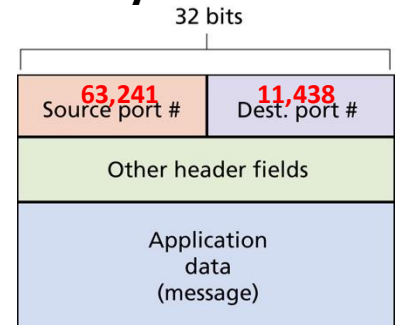 32 bits
63,241 11,438
Source port # Dest. port #
Other header fields
Application
data
(message)